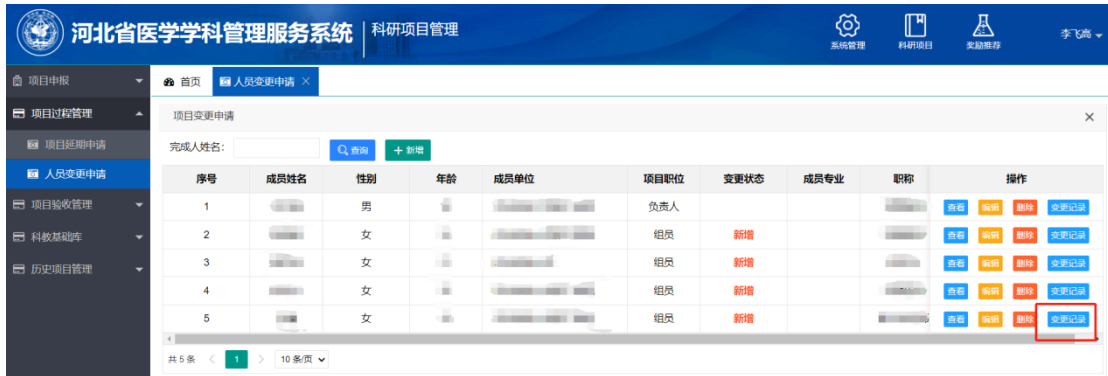 河北省医学学科管理服务系统 科研项目管理
系统管理 科研项目 奖励推荐
项目申报
首页 人员变更申请
项目过程管理
项目变更申请
项目延期申请
完成人姓名: 查询 新增
人员变更申请
序号 成员姓名 性别 年龄 成员单位 项目职位 变更状态 成员专业 职称 操作
项目验收管理
1 男 负责人 查看 编辑 删除 变更记录
科教基础库
2 女 组员 新增 查看 编辑 删除 变更记录
历史项目管理
3 女 组员 新增 查看 编辑 删除 变更记录
4 女 组员 新增 查看 编辑 删除 变更记录
5 女 组员 新增 查看 编辑 删除 变更记录
共 5 条 1 10 条/页